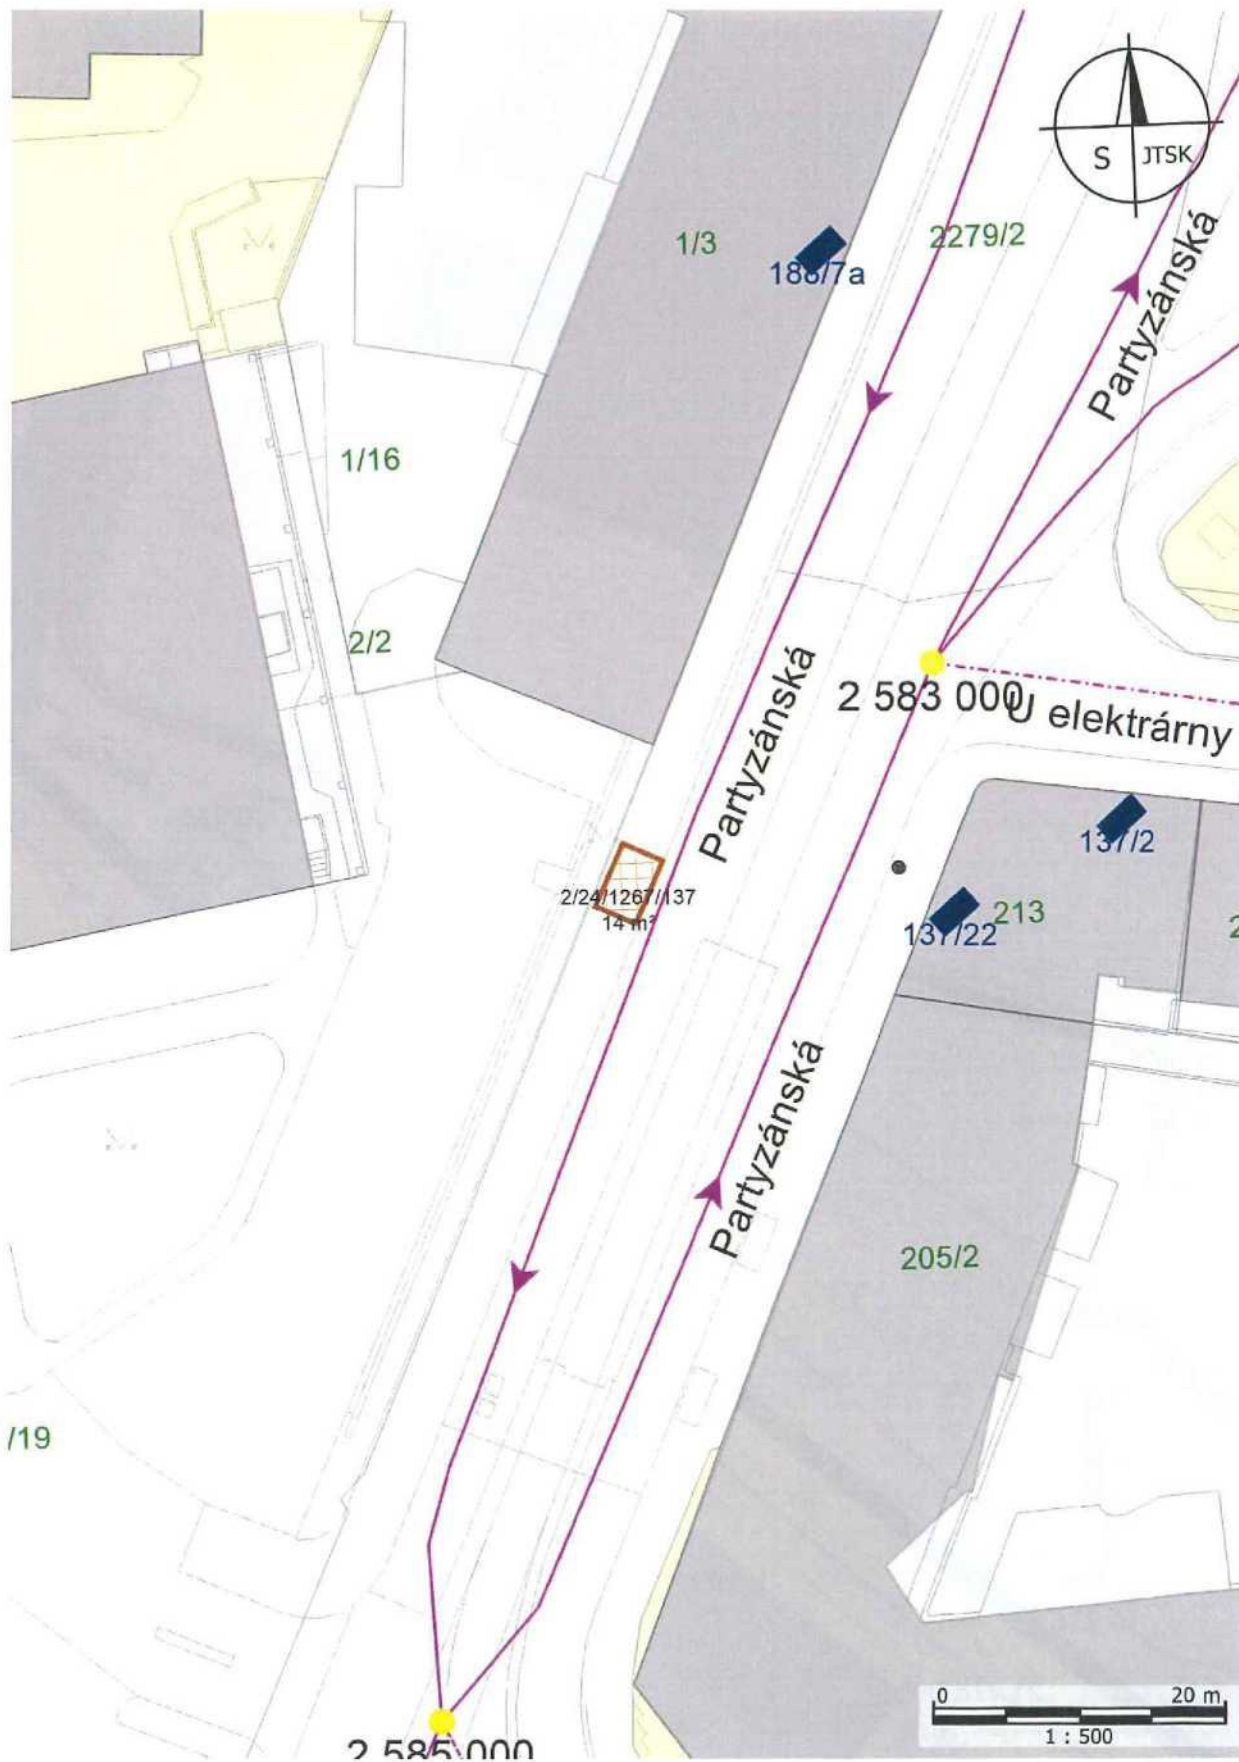 S JTSK
1/3
2279/2
188/7a
Partyzánská
1/16
2/2
Partyzánská
2 583 000
U elektrárny
137/2
2/24/1267/137
14 m²
213
137/22
2
Partyzánská
205/2
/19
0 20 m
1 : 500
2 585 000